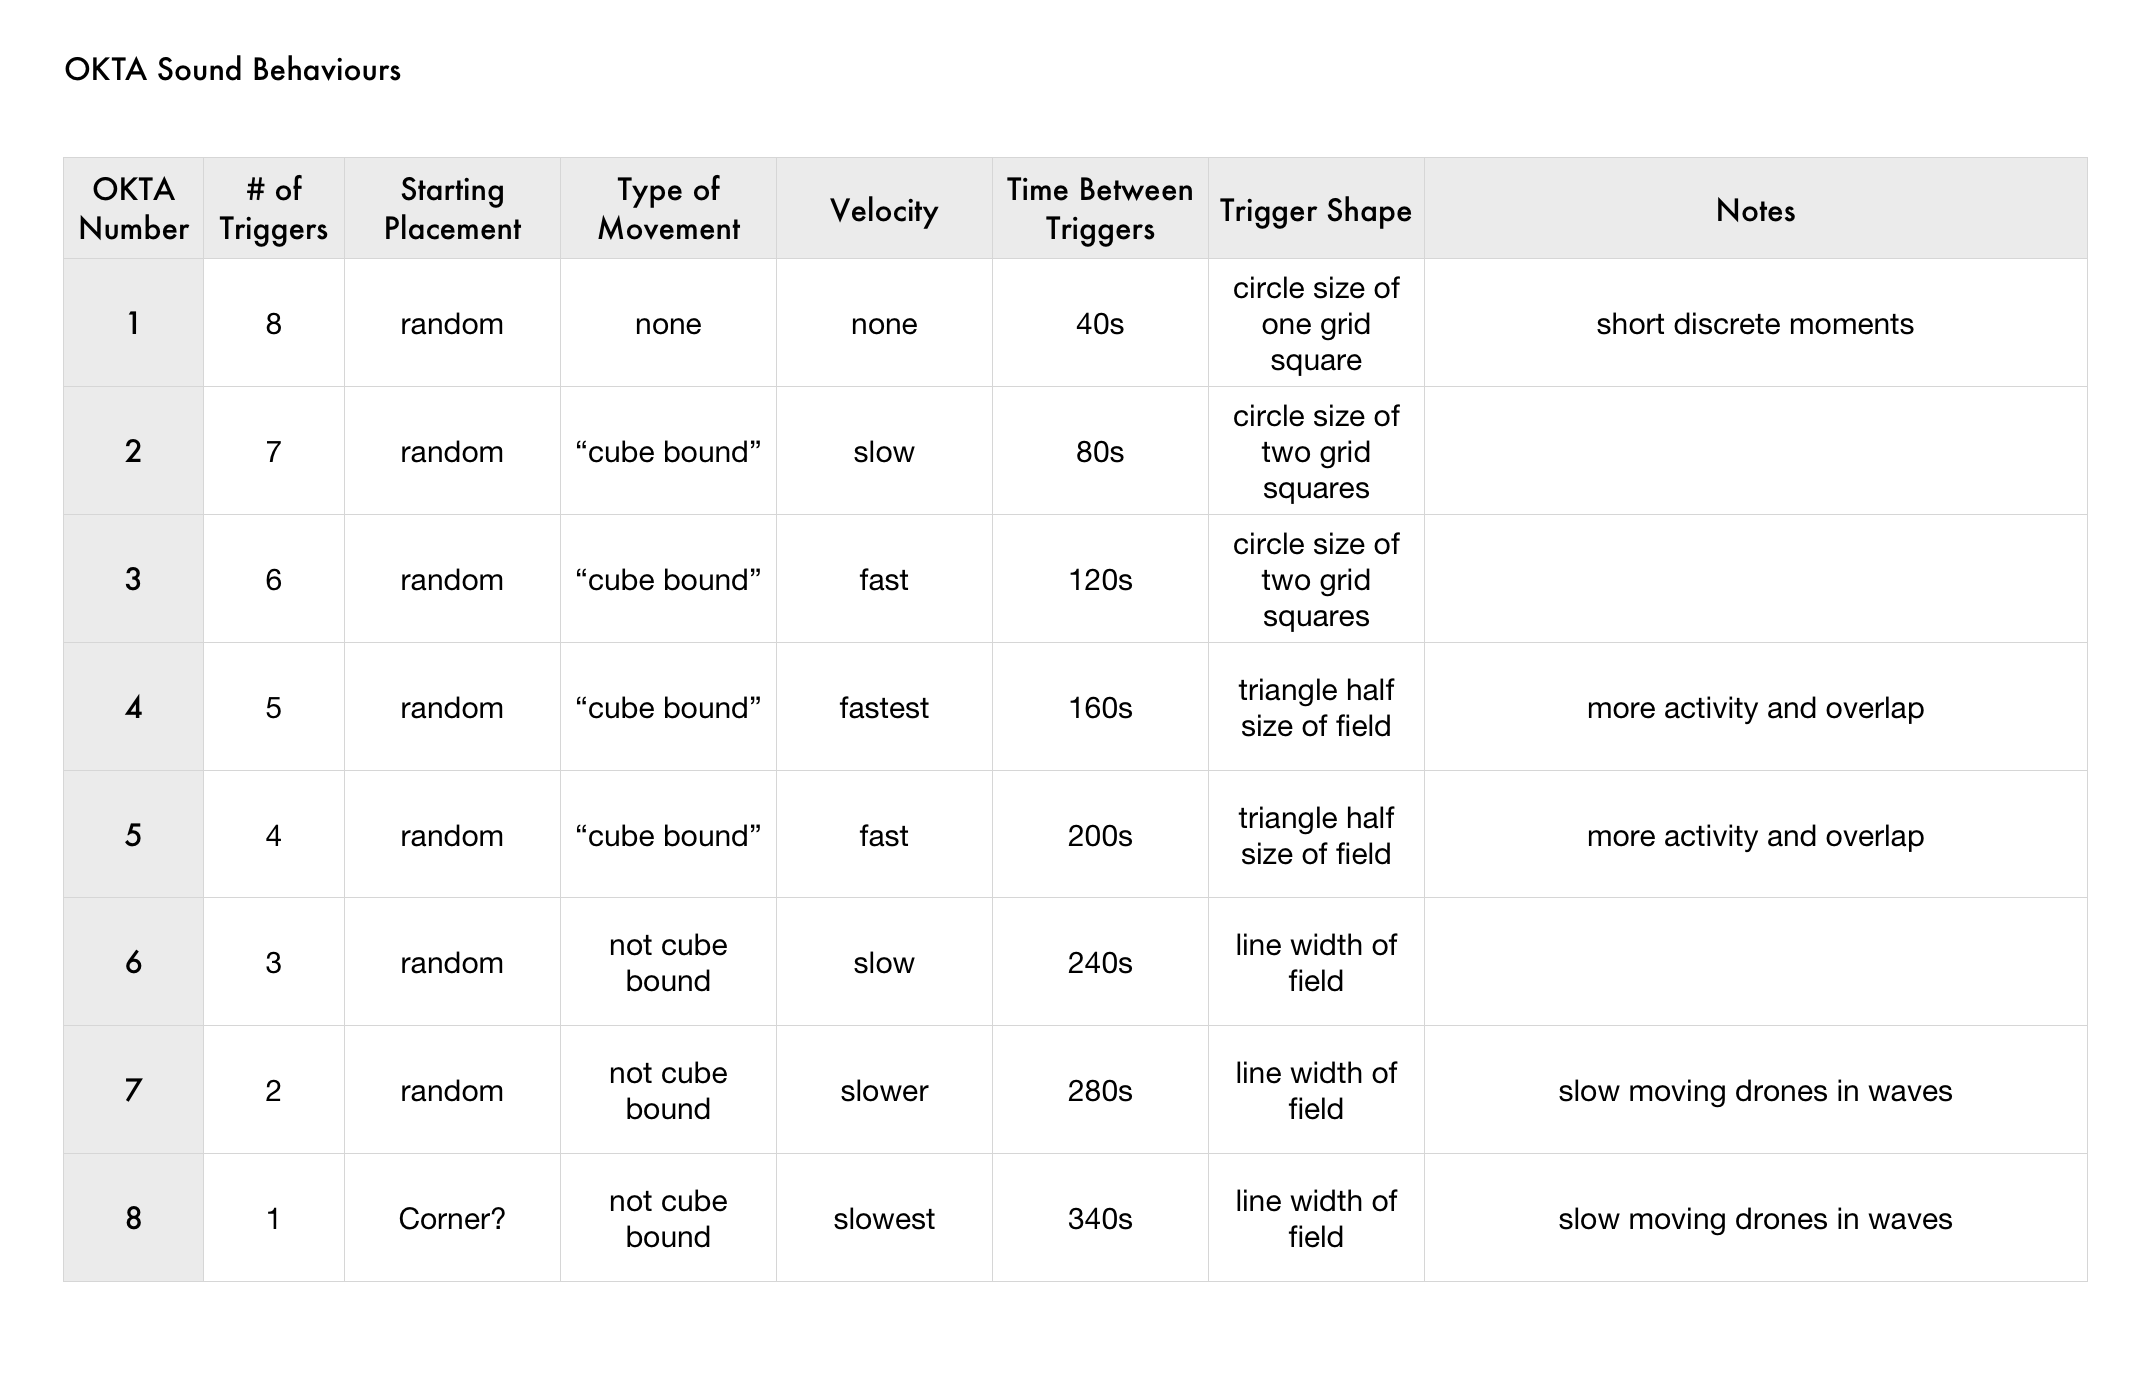 OKTA Sound Behaviours
OKTA Number | # of Triggers | Starting Placement | Type of Movement | Velocity | Time Between Triggers | Trigger Shape | Notes
1 | 8 | random | none | none | 40s | circle size of one grid square | short discrete moments
2 | 7 | random | “cube bound” | slow | 80s | circle size of two grid squares |
3 | 6 | random | “cube bound” | fast | 120s | circle size of two grid squares |
4 | 5 | random | “cube bound” | fastest | 160s | triangle half size of field | more activity and overlap
5 | 4 | random | “cube bound” | fast | 200s | triangle half size of field | more activity and overlap
6 | 3 | random | not cube bound | slow | 240s | line width of field |
7 | 2 | random | not cube bound | slower | 280s | line width of field | slow moving drones in waves
8 | 1 | Corner? | not cube bound | slowest | 340s | line width of field | slow moving drones in waves